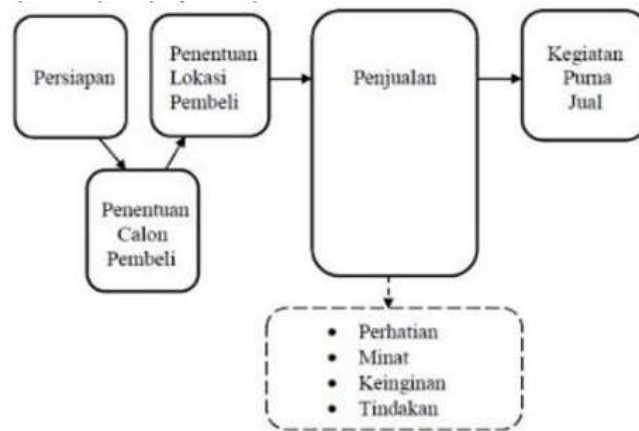 Persiapan
Penentuan
Calon
Pembeli
Penentuan
Lokasi
Pembeli
Penjualan
Kegiatan
Purna
Jual
Perhatian
Minat
Keinginan
Tindakan